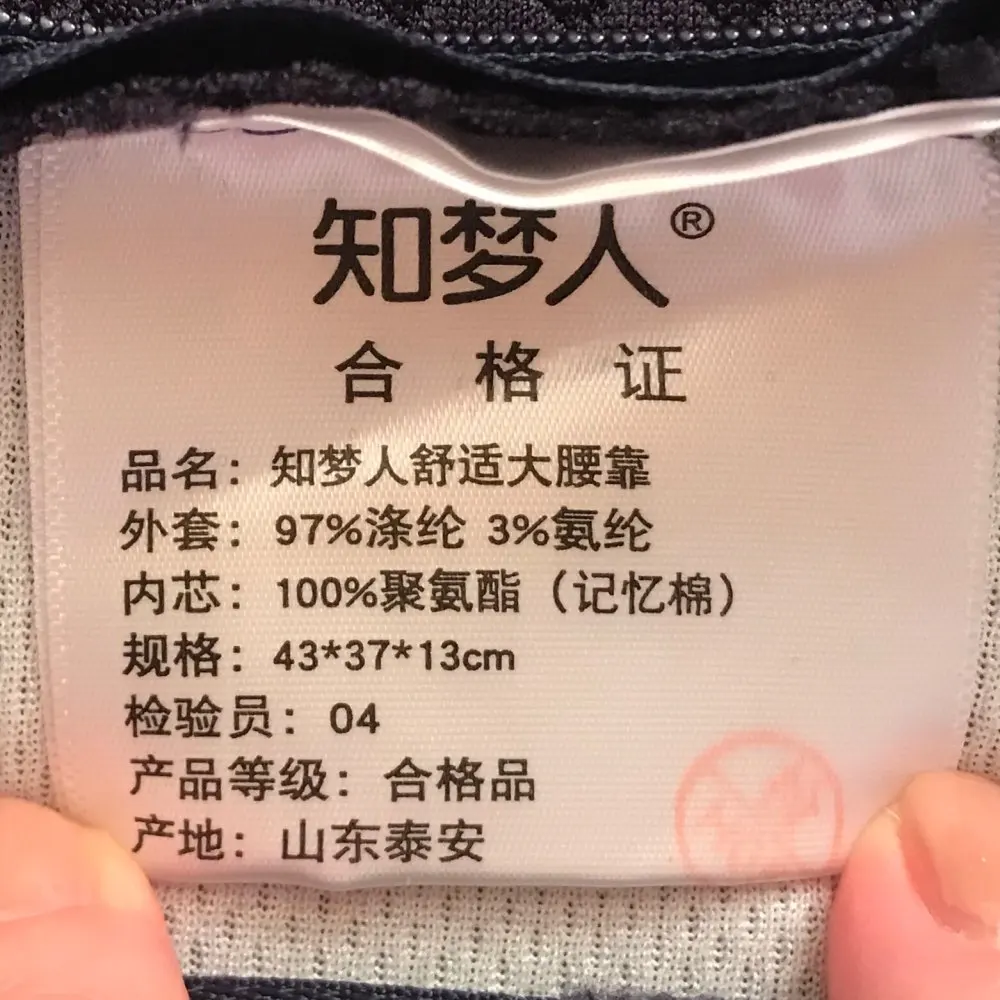 知梦人®
合格证
品名：知梦人舒适大腰靠
外套：97%涤纶 3%氨纶
内芯：100%聚氨酯（记忆棉）
规格：43*37*13cm
检验员：04
产品等级：合格品
产地：山东泰安